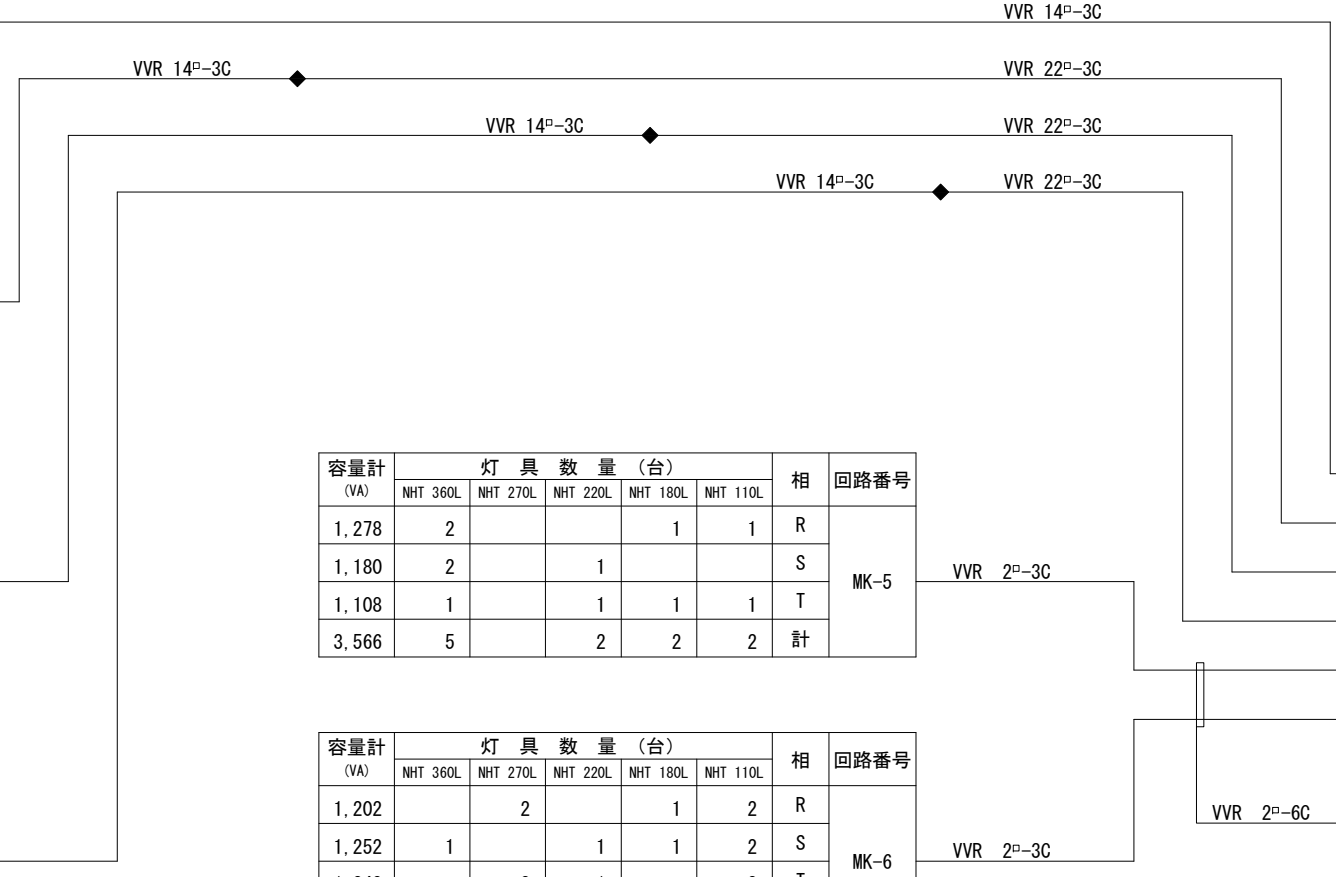 VVR 14□-3C
VVR 14□-3C
VVR 22□-3C
VVR 14□-3C
VVR 22□-3C
VVR 14□-3C
VVR 22□-3C
容量計 灯 具 数 量 (台) 相 回路番号
(VA) NHT 360L NHT 270L NHT 220L NHT 180L NHT 110L
1,278 2 1 1 R
1,180 2 1 S
1,108 1 1 1 1 T
3,566 5 2 2 2 計
MK-5
VVR 2□-3C
容量計 灯 具 数 量 (台) 相 回路番号
(VA) NHT 360L NHT 270L NHT 220L NHT 180L NHT 110L
1,202 2 1 2 R
1,252 1 1 1 2 S
MK-6
VVR 2□-3C
VVR 2□-6C